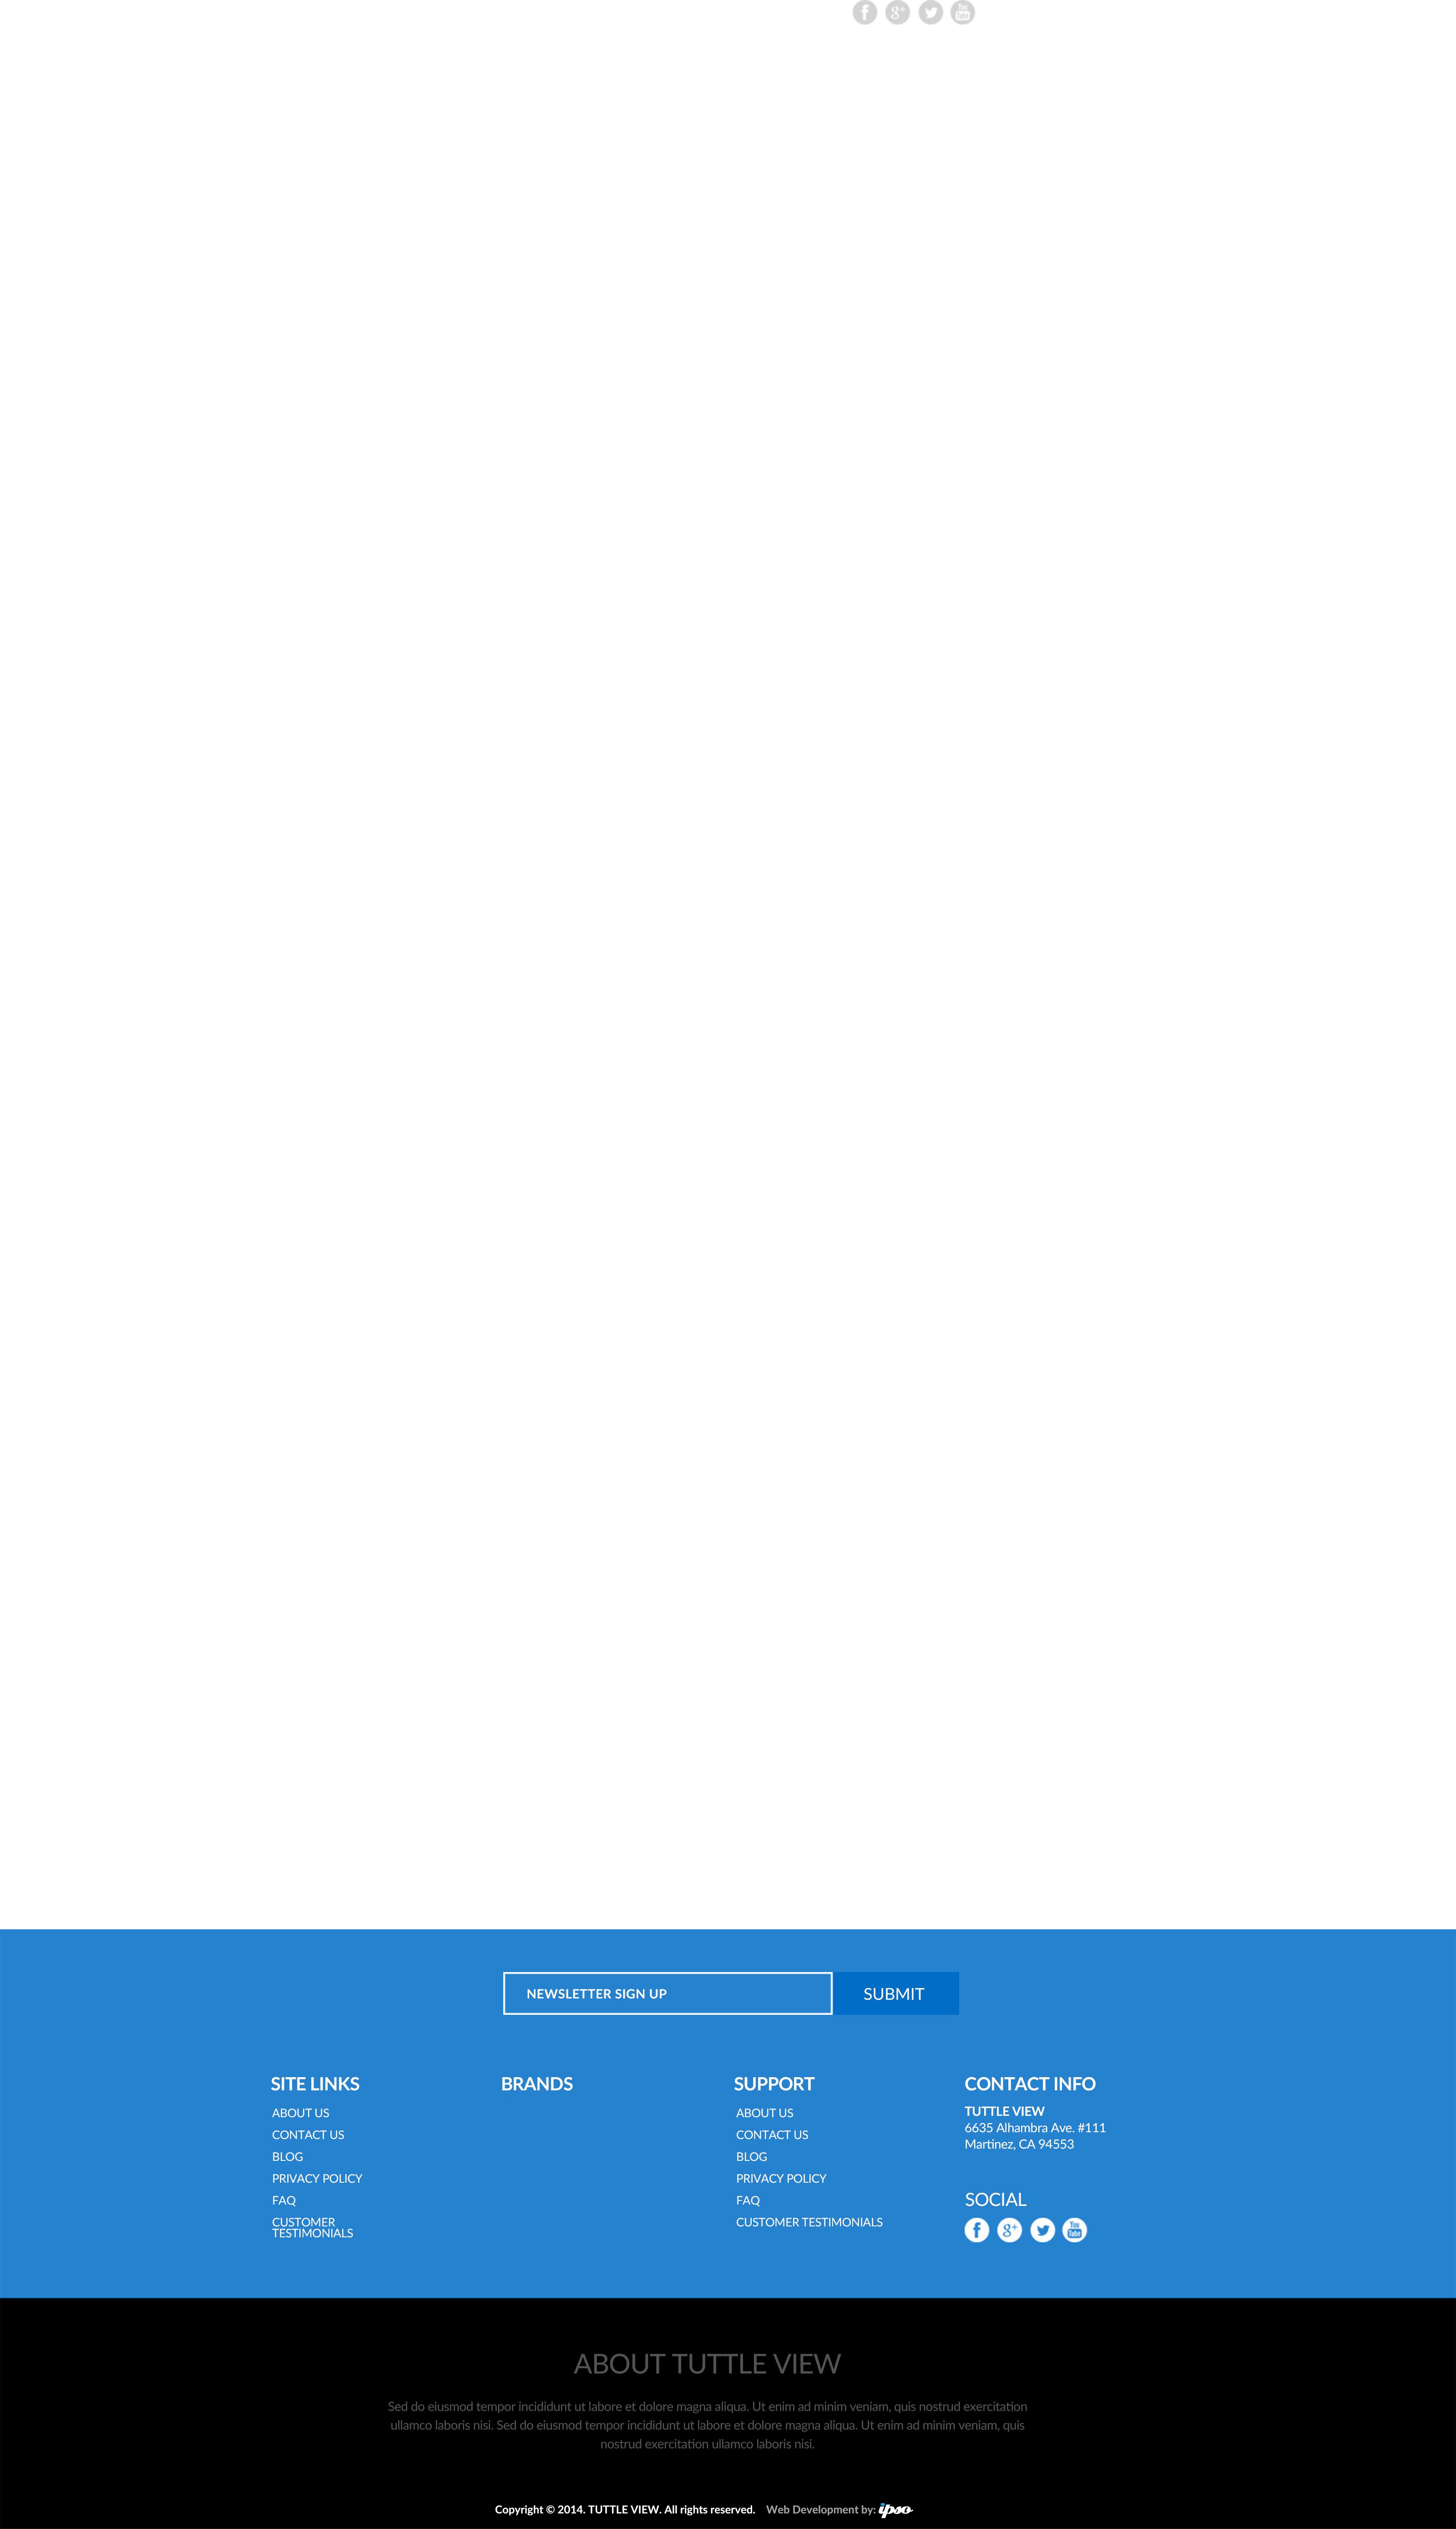 NEWSLETTER SIGN UP
SUBMIT
SITE LINKS
ABOUT US
CONTACT US
BLOG
PRIVACY POLICY
FAQ
CUSTOMER
TESTIMONIALS
BRANDS
SUPPORT
ABOUT US
CONTACT US
BLOG
PRIVACY POLICY
FAQ
CUSTOMER TESTIMONIALS
CONTACT INFO
TUTTLE VIEW
6635 Alhambra Ave. #111
Martinez, CA 94553
SOCIAL
ABOUT TUTTLE VIEW
Sed do eiusmod tempor incididunt ut labore et dolore magna aliqua. Ut enim ad minim veniam, quis nostrud exercitation
ullamco laboris nisi. Sed do eiusmod tempor incididunt ut labore et dolore magna aliqua. Ut enim ad minim veniam, quis
nostrud exercitation ullamco laboris nisi.
Copyright © 2014. TUTTLE VIEW. All rights reserved. Web Development by: